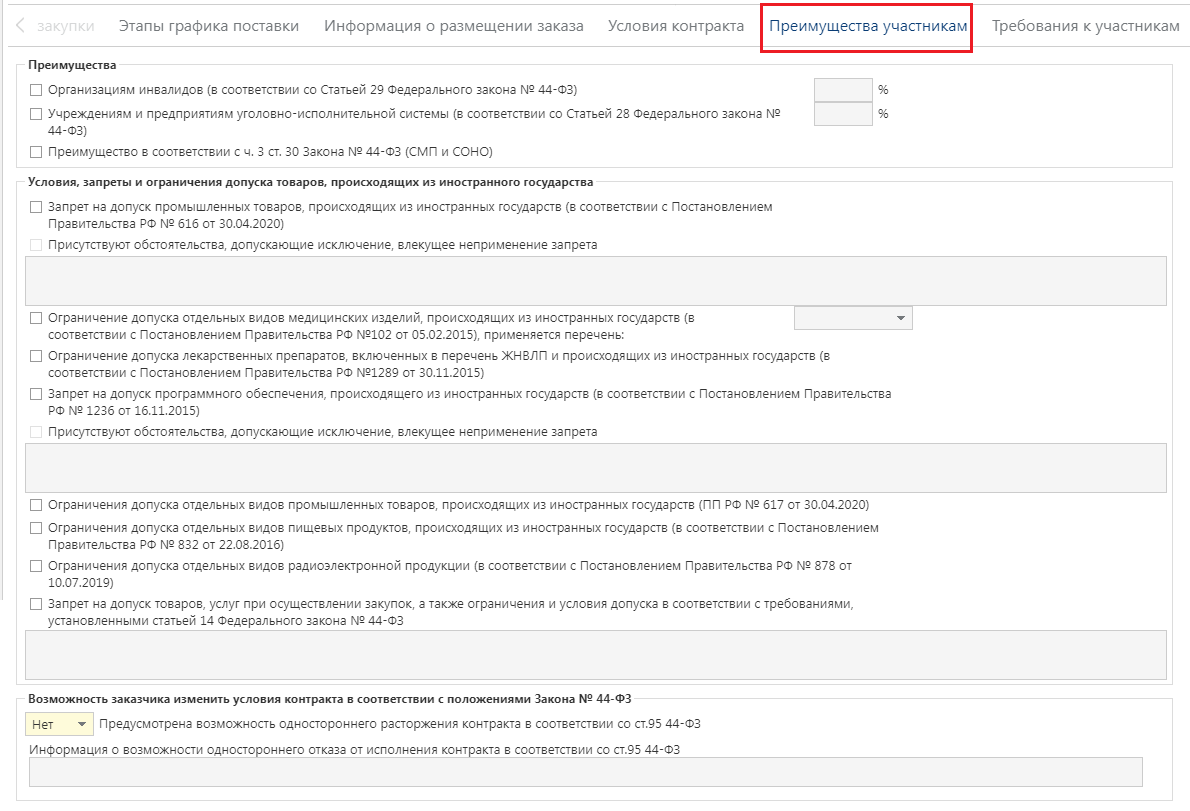 закупки Этапы графика поставки Информация о размещении заказа Условия контракта Преимущества участникам Требования к участникам
Преимущества
Организациям инвалидов (в соответствии со Статьей 29 Федерального закона № 44-ФЗ) %
Учреждениям и предприятиям уголовно-исполнительной системы (в соответствии со Статьей 28 Федерального закона № %
44-ФЗ)
Преимущество в соответствии с ч. 3 ст. 30 Закона № 44-ФЗ (СМП и СОНО)
Условия, запреты и ограничения допуска товаров, происходящих из иностранного государства
Запрет на допуск промышленных товаров, происходящих из иностранных государств (в соответствии с Постановлением
Правительства РФ № 616 от 30.04.2020)
Присутствуют обстоятельства, допускающие исключение, влекущее неприменение запрета
Ограничение допуска отдельных видов медицинских изделий, происходящих из иностранных государств (в
соответствии с Постановлением Правительства РФ №102 от 05.02.2015), применяется перечень:
Ограничение допуска лекарственных препаратов, включенных в перечень ЖНВЛП и происходящих из иностранных государств (в
соответствии с Постановлением Правительства РФ №1289 от 30.11.2015)
Запрет на допуск программного обеспечения, происходящего из иностранных государств (в соответствии с Постановлением Правительства
РФ № 1236 от 16.11.2015)
Присутствуют обстоятельства, допускающие исключение, влекущее неприменение запрета
Ограничения допуска отдельных видов промышленных товаров, происходящих из иностранных государств (ПП РФ № 617 от 30.04.2020)
Ограничения допуска отдельных видов пищевых продуктов, происходящих из иностранных государств (в соответствии с Постановлением
Правительства РФ № 832 от 22.08.2016)
Ограничения допуска отдельных видов радиоэлектронной продукции (в соответствии с Постановлением Правительства РФ № 878 от
10.07.2019)
Запрет на допуск товаров, услуг при осуществлении закупок, а также ограничения и условия допуска в соответствии с требованиями,
установленными статьей 14 Федерального закона № 44-ФЗ
Возможность заказчика изменить условия контракта в соответствии с положениями Закона № 44-ФЗ
Нет Предусмотрена возможность одностороннего расторжения контракта в соответствии со ст.95 44-ФЗ
Информация о возможности одностороннего отказа от исполнения контракта в соответствии со ст.95 44-ФЗ